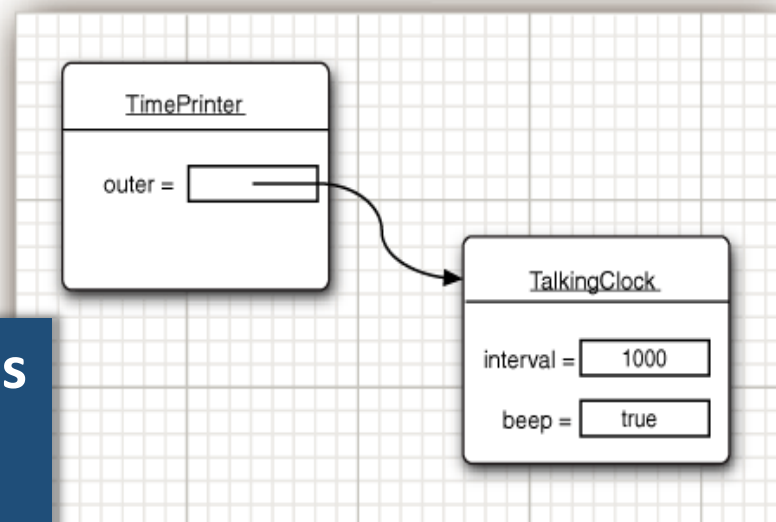 TimePrinter
outer =
TalkingClock
interval = 1000
beep = true
s